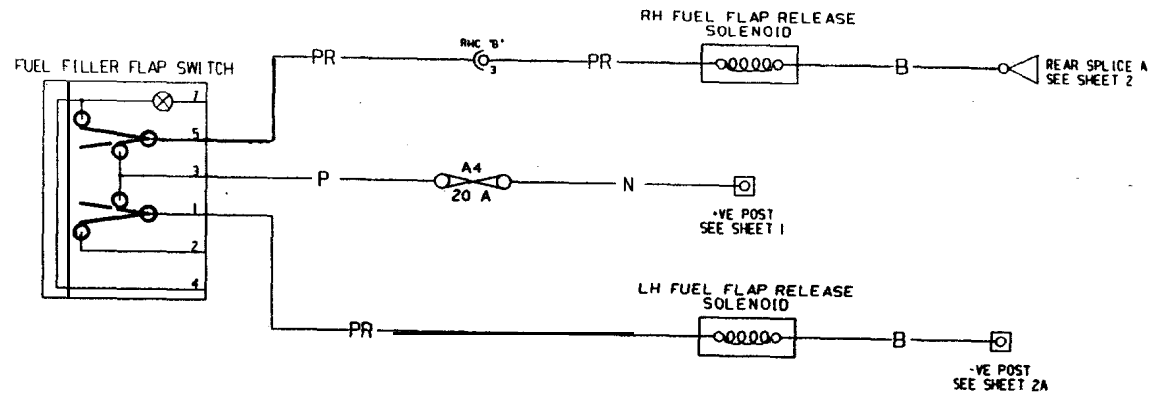 RH FUEL FLAP RELEASE
SOLENOID
RHC "B"
3
PR
PR
B
REAR SPLICE A
SEE SHEET 2
FUEL FILLER FLAP SWITCH
7
5
3
1
2
4
P
A4
20 A
N
+VE POST
SEE SHEET 1
LH FUEL FLAP RELEASE
SOLENOID
PR
B
-VE POST
SEE SHEET 2A